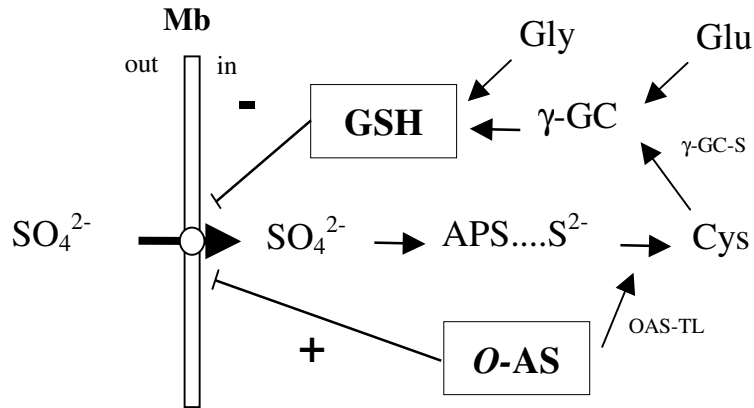 Mb
out in
Gly Glu
-
GSH γ-GC
γ-GC-S
SO₄²⁻ SO₄²⁻ APS....S²⁻ Cys
OAS-TL
+
O-AS